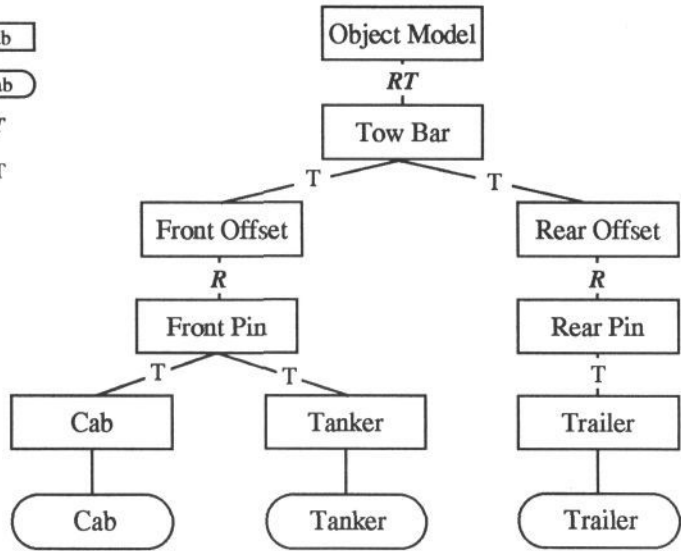 Object Model
RT
Tow Bar
T T
Front Offset Rear Offset
R R
Front Pin Rear Pin
T T T
Cab Tanker Trailer
Cab Tanker Trailer
T